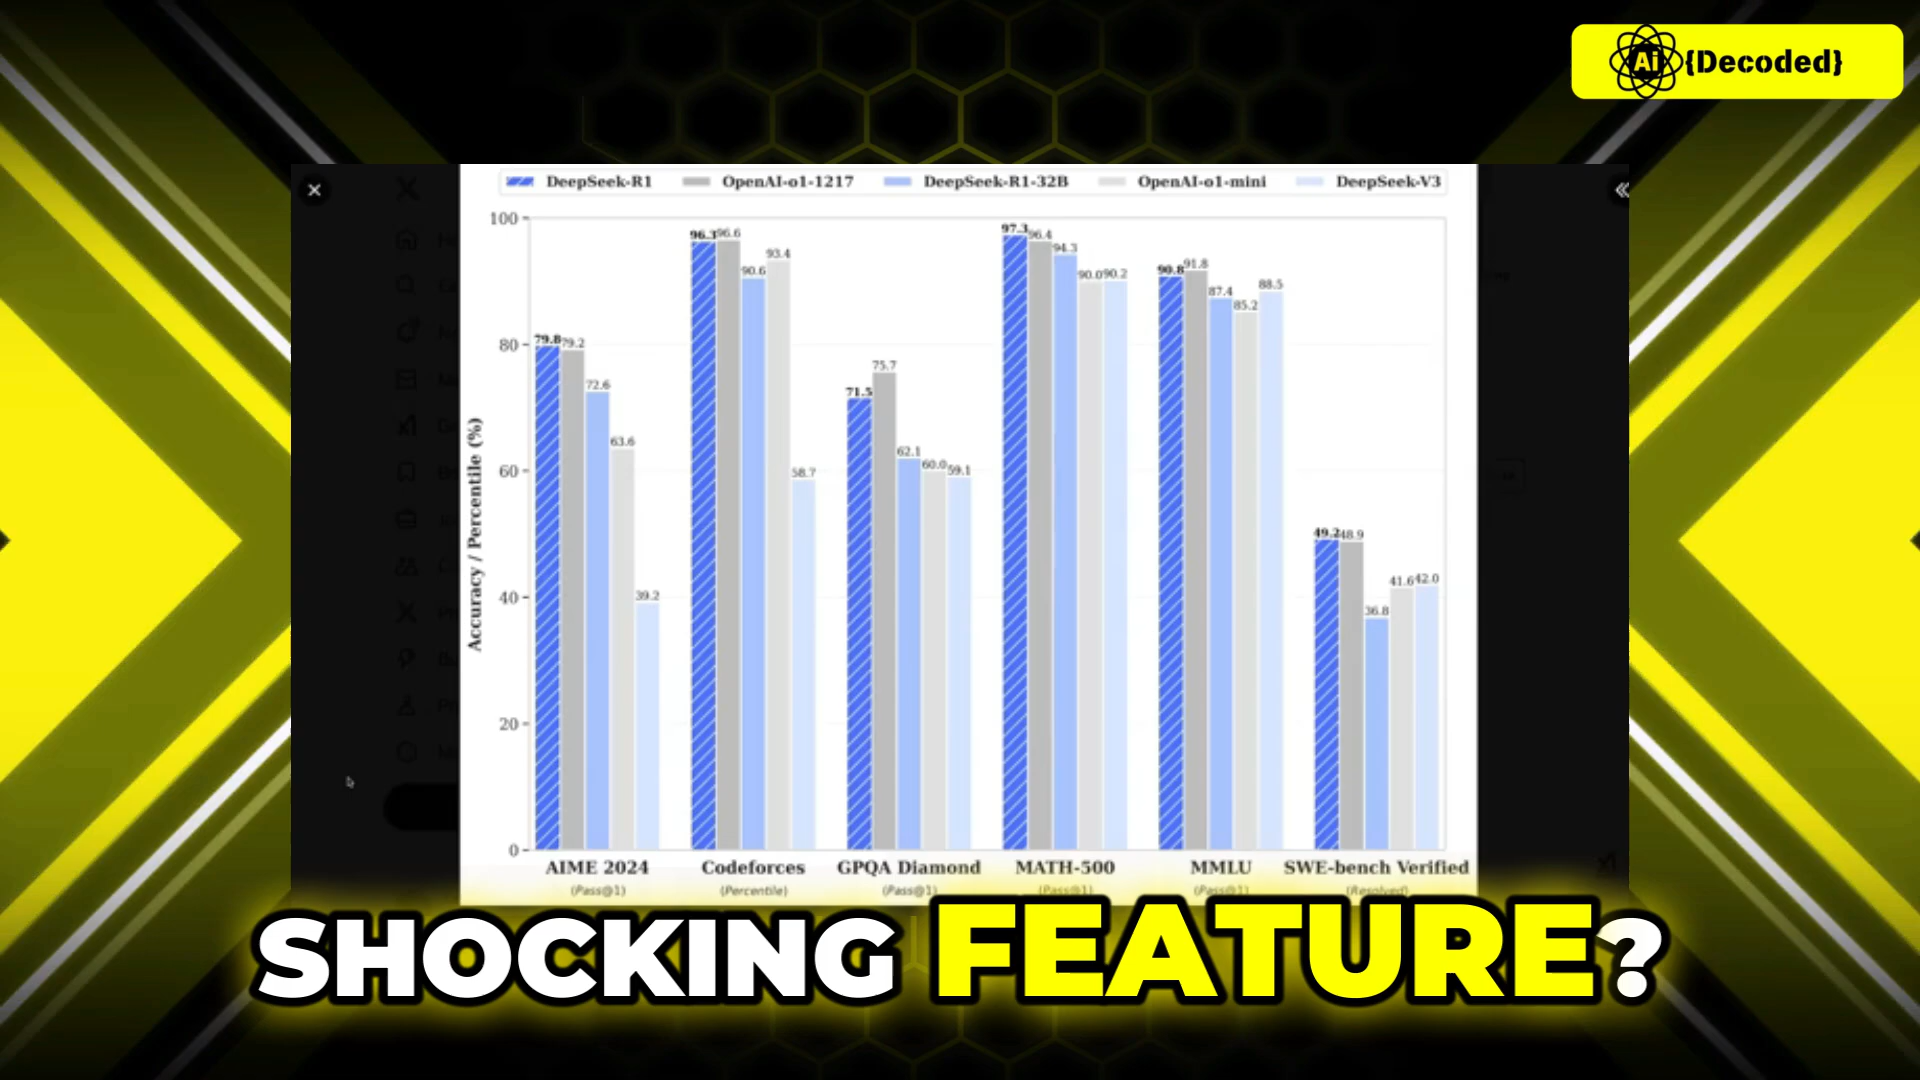 Ai {Decoded}
DeepSeek-R1 OpenAI-o1-1217 DeepSeek-R1-32B OpenAI-o1-mini DeepSeek-V3
Accuracy / Percentile (%)
100
80
60
40
20
0
79.8 79.2 72.6 63.6 39.2
96.3 96.6 90.6 93.4 58.7
71.5 75.7 62.1 60.0 59.1
97.3 96.4 94.3 90.0 90.2
90.8 91.8 87.4 85.2 88.5
49.2 48.9 36.8 41.6 42.0
AIME 2024 Codeforces GPQA Diamond MATH-500 MMLU SWE-bench Verified
(Pass@1) (Percentile) (Pass@1) (Pass@1) (Pass@1) (Resolved)
SHOCKING FEATURE?